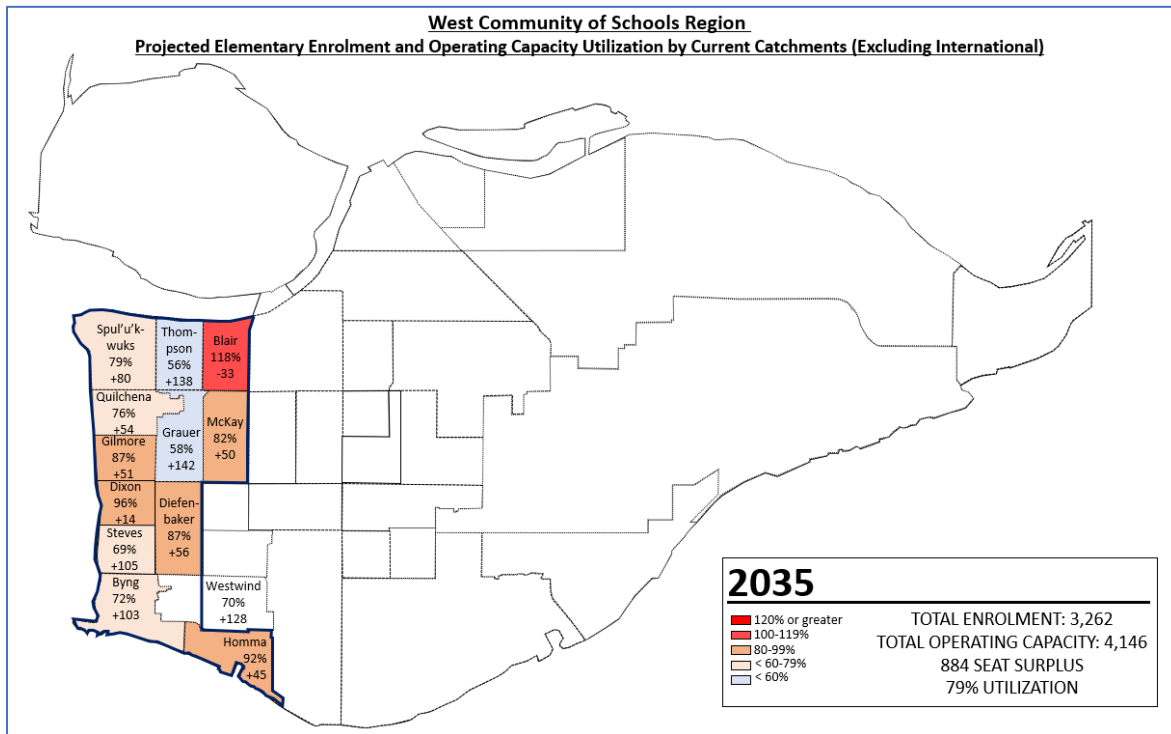 West Community of Schools Region
Projected Elementary Enrolment and Operating Capacity Utilization by Current Catchments (Excluding International)
Spul'u'k-
wuks
79%
+80
Thom-
pson
56%
+138
Blair
118%
-33
Quilchena
76%
+54
Grauer
58%
+142
McKay
82%
+50
Gilmore
87%
+51
Dixon
96%
+14
Diefen-
baker
87%
+56
Steves
69%
+105
Byng
72%
+103
Westwind
70%
+128
Homma
92%
+45
2035
120% or greater
100-119%
80-99%
< 60-79%
< 60%
TOTAL ENROLMENT: 3,262
TOTAL OPERATING CAPACITY: 4,146
884 SEAT SURPLUS
79% UTILIZATION